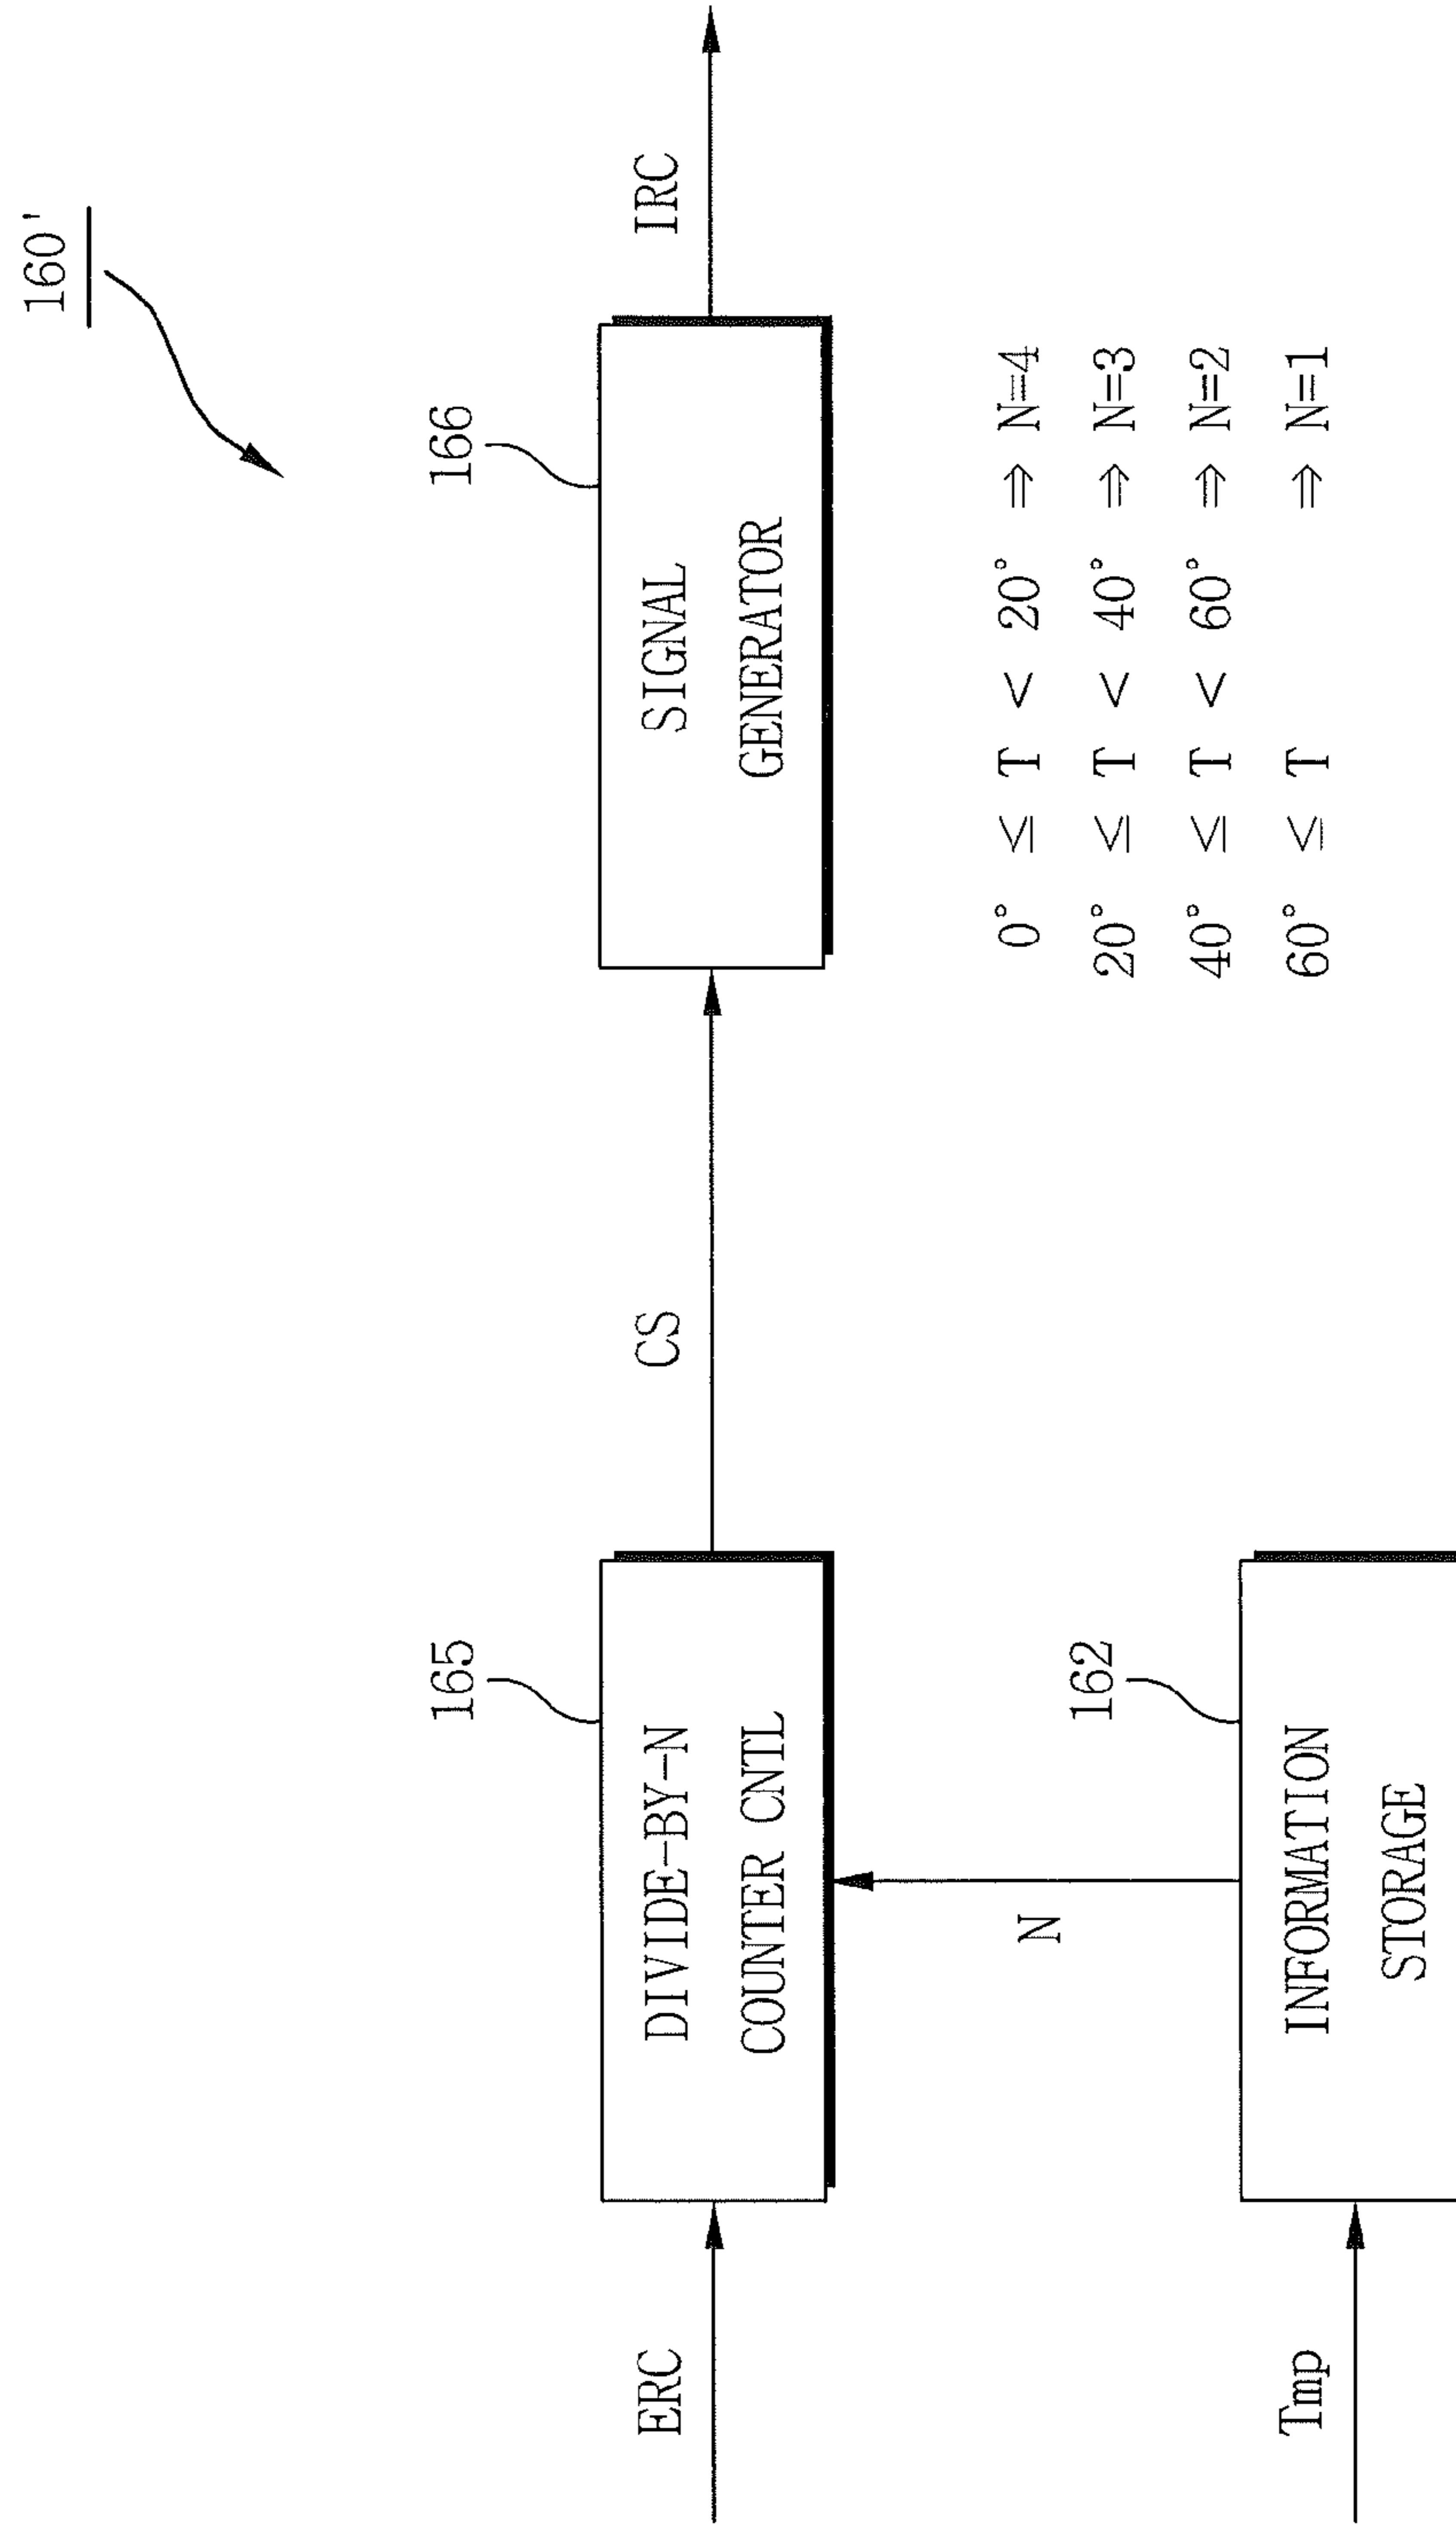 160'
165
166
ERC
DIVIDE-BY-N
COUNTER CNTL
CS
SIGNAL
GENERATOR
IRC
N
162
Tmp
INFORMATION
STORAGE
0° ≤ T < 20° ⇒ N=4
20° ≤ T < 40° ⇒ N=3
40° ≤ T < 60° ⇒ N=2
60° ≤ T ⇒ N=1